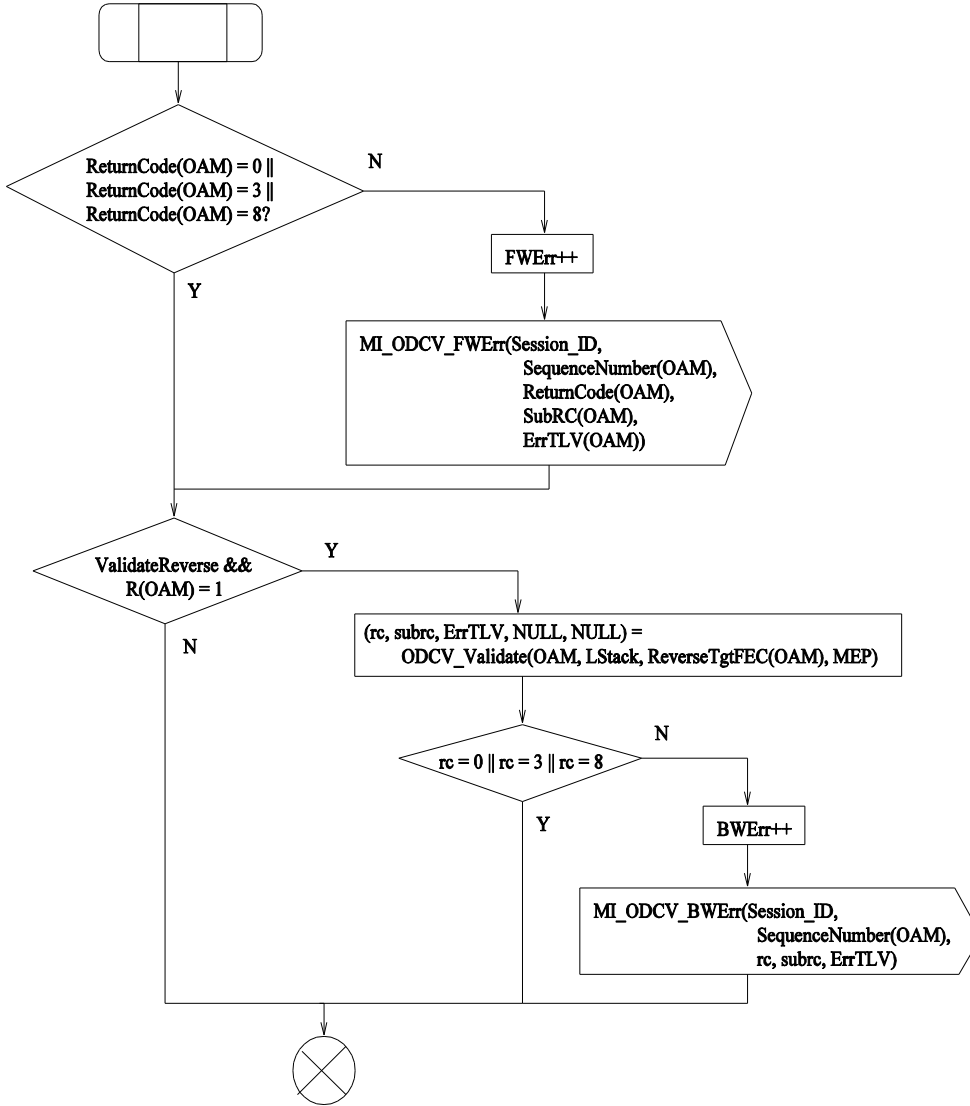 ReturnCode(OAM) = 0 ||
ReturnCode(OAM) = 3 ||
ReturnCode(OAM) = 8?
N
Y
FWErr++
MI_ODCV_FWErr(Session_ID,
SequenceNumber(OAM),
ReturnCode(OAM),
SubRC(OAM),
ErrTLV(OAM))
ValidateReverse &&
R(OAM) = 1
Y
N
(rc, subrc, ErrTLV, NULL, NULL) =
ODCV_Validate(OAM, LStack, ReverseTgtFEC(OAM), MEP)
rc = 0 || rc = 3 || rc = 8
N
Y
BWErr++
MI_ODCV_BWErr(Session_ID,
SequenceNumber(OAM),
rc, subrc, ErrTLV)